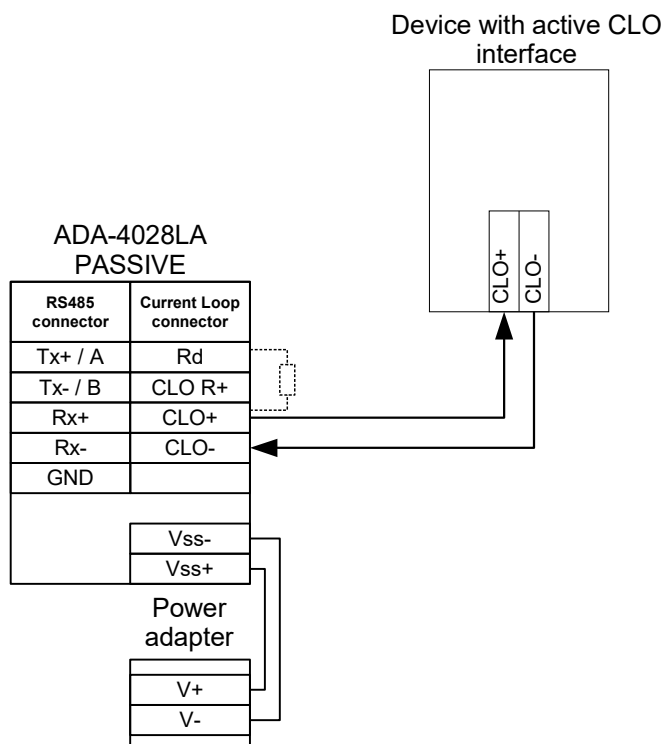 Device with active CLO
interface
CLO+
CLO-
ADA-4028LA
PASSIVE
RS485
connector
Current Loop
connector
Tx+ / A
Rd
Tx- / B
CLO R+
Rx+
CLO+
Rx-
CLO-
GND
Vss-
Vss+
Power
adapter
V+
V-